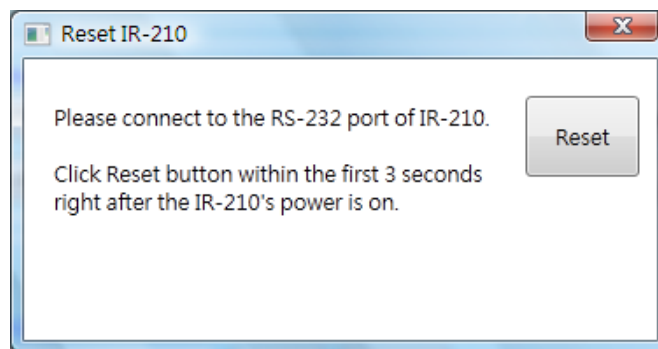 Reset IR-210
Please connect to the RS-232 port of IR-210.
Reset
Click Reset button within the first 3 seconds
right after the IR-210's power is on.